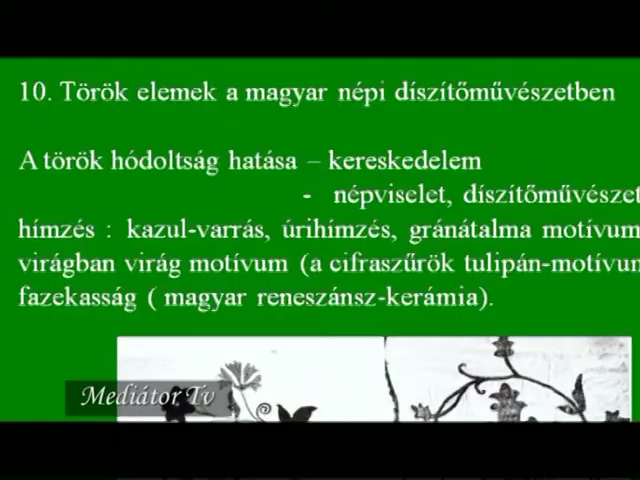 10. Török elemek a magyar népi díszítőművészetben
A török hódoltság hatása – kereskedelem
- népviselet, díszítőművészet
hímzés : kazul-varrás, úrihímzés, gránátalma motívum
virágban virág motívum (a cifraszűrök tulipán-motívum
fazekasság ( magyar reneszánsz-kerámia).
Mediátor Tv